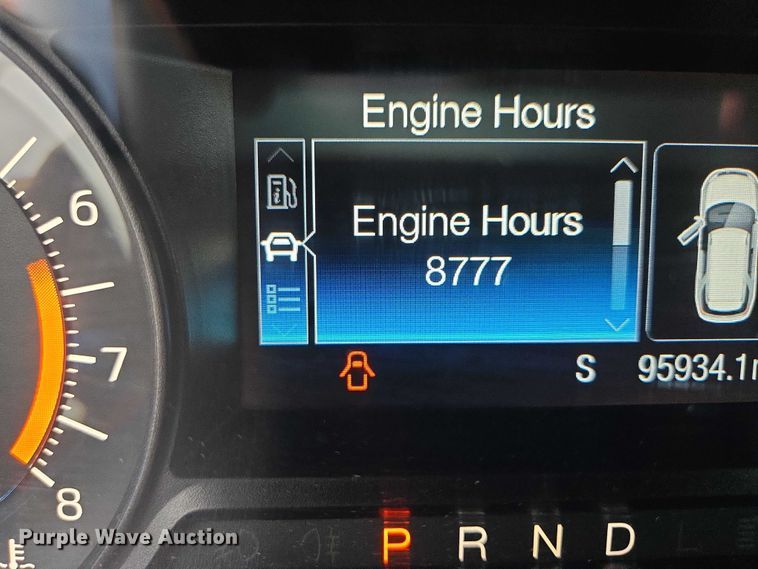 Engine Hours
Engine Hours
8777
6
7
8
S 95934.1
P R N D L
Purple Wave Auction